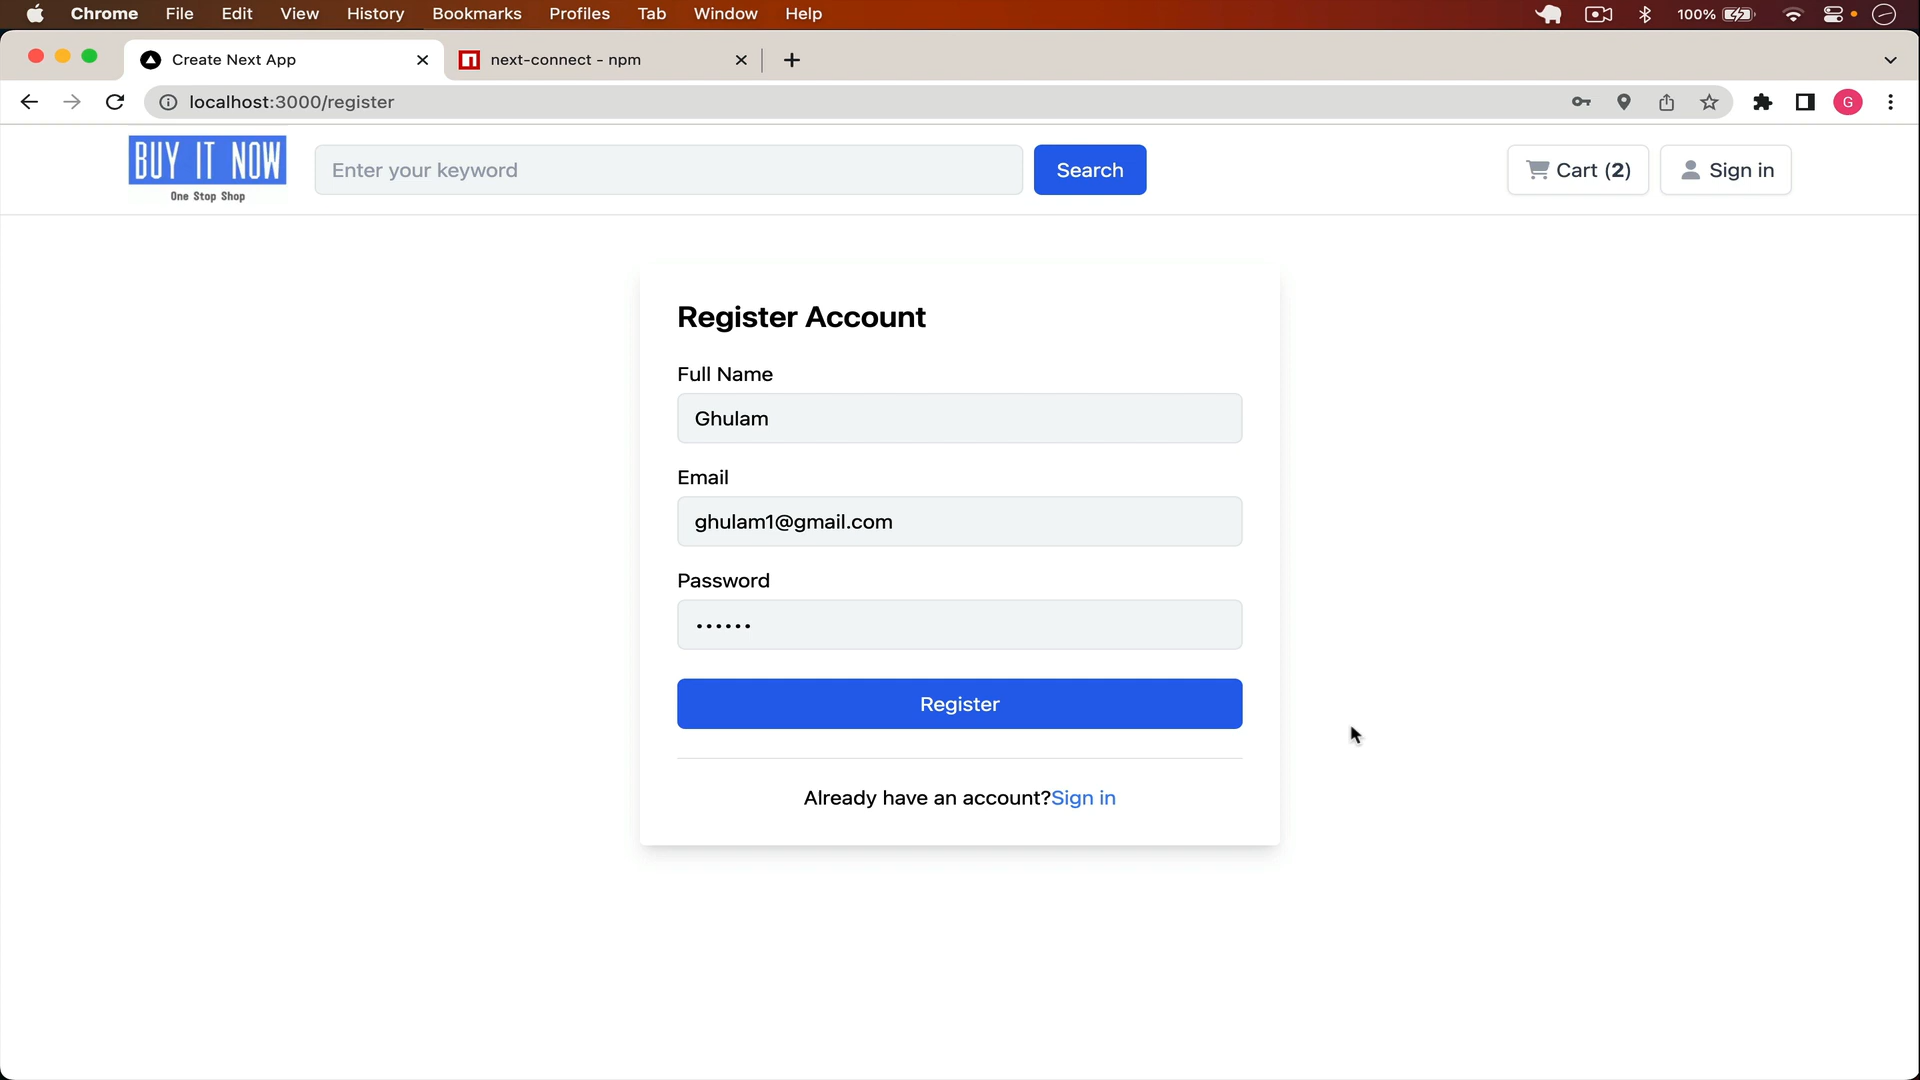 Chrome File Edit View History Bookmarks Profiles Tab Window Help 100%
Create Next App next-connect - npm
localhost:3000/register G
BUY IT NOW
One Stop Shop
Enter your keyword Search Cart (2) Sign in
Register Account
Full Name
Ghulam
Email
ghulam1@gmail.com
Password
••••••
Register
Already have an account?Sign in